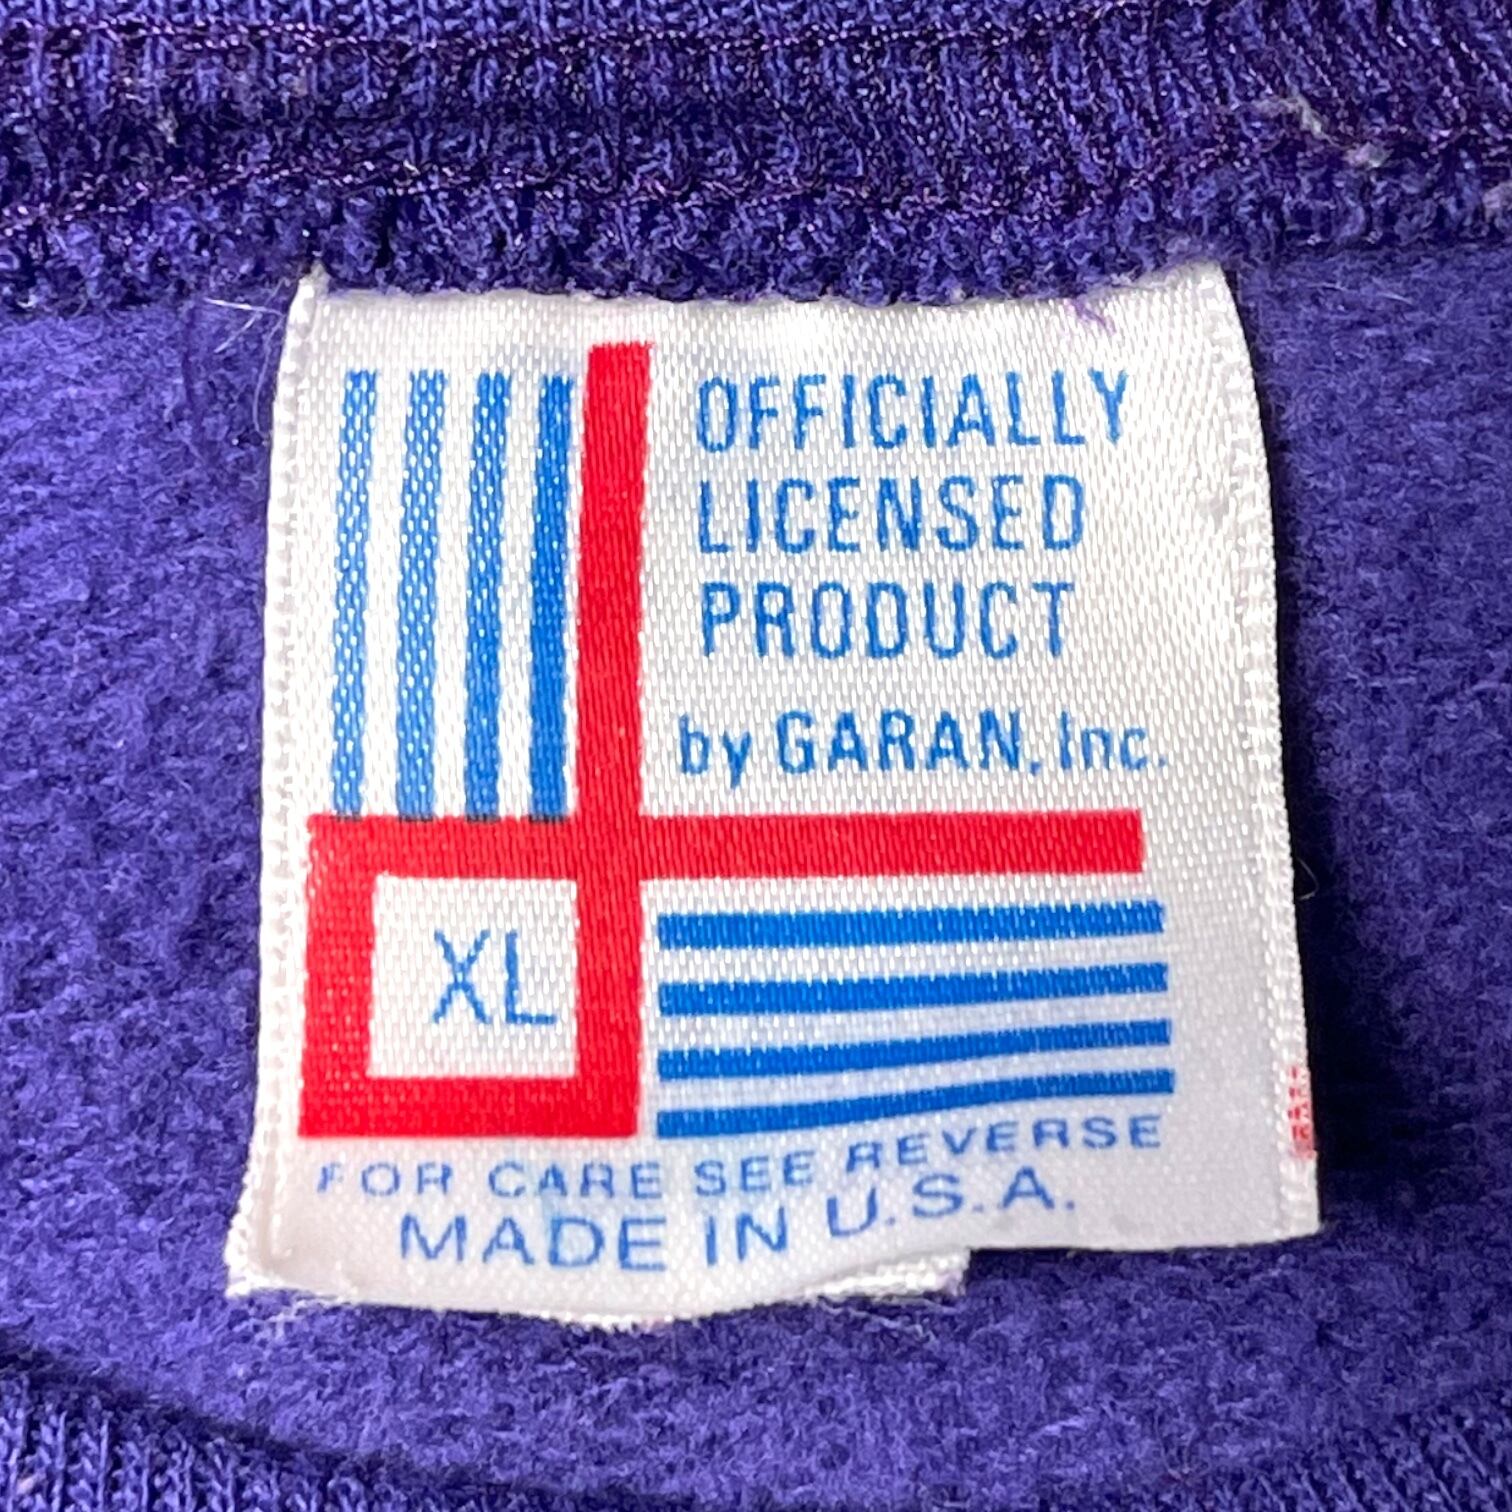 OFFICIALLY
LICENSED
PRODUCT
by GARAN, Inc.
XL
FOR CARE SEE REVERSE
MADE IN U.S.A.